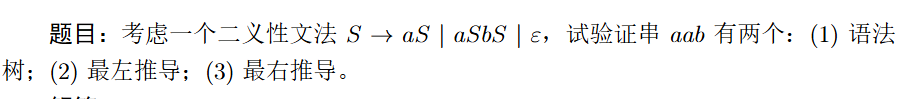 题目：考虑一个二义性文法 S → aS | aSbS | ε，试验证串 aab 有两个：(1) 语法
树；(2) 最左推导；(3) 最右推导。